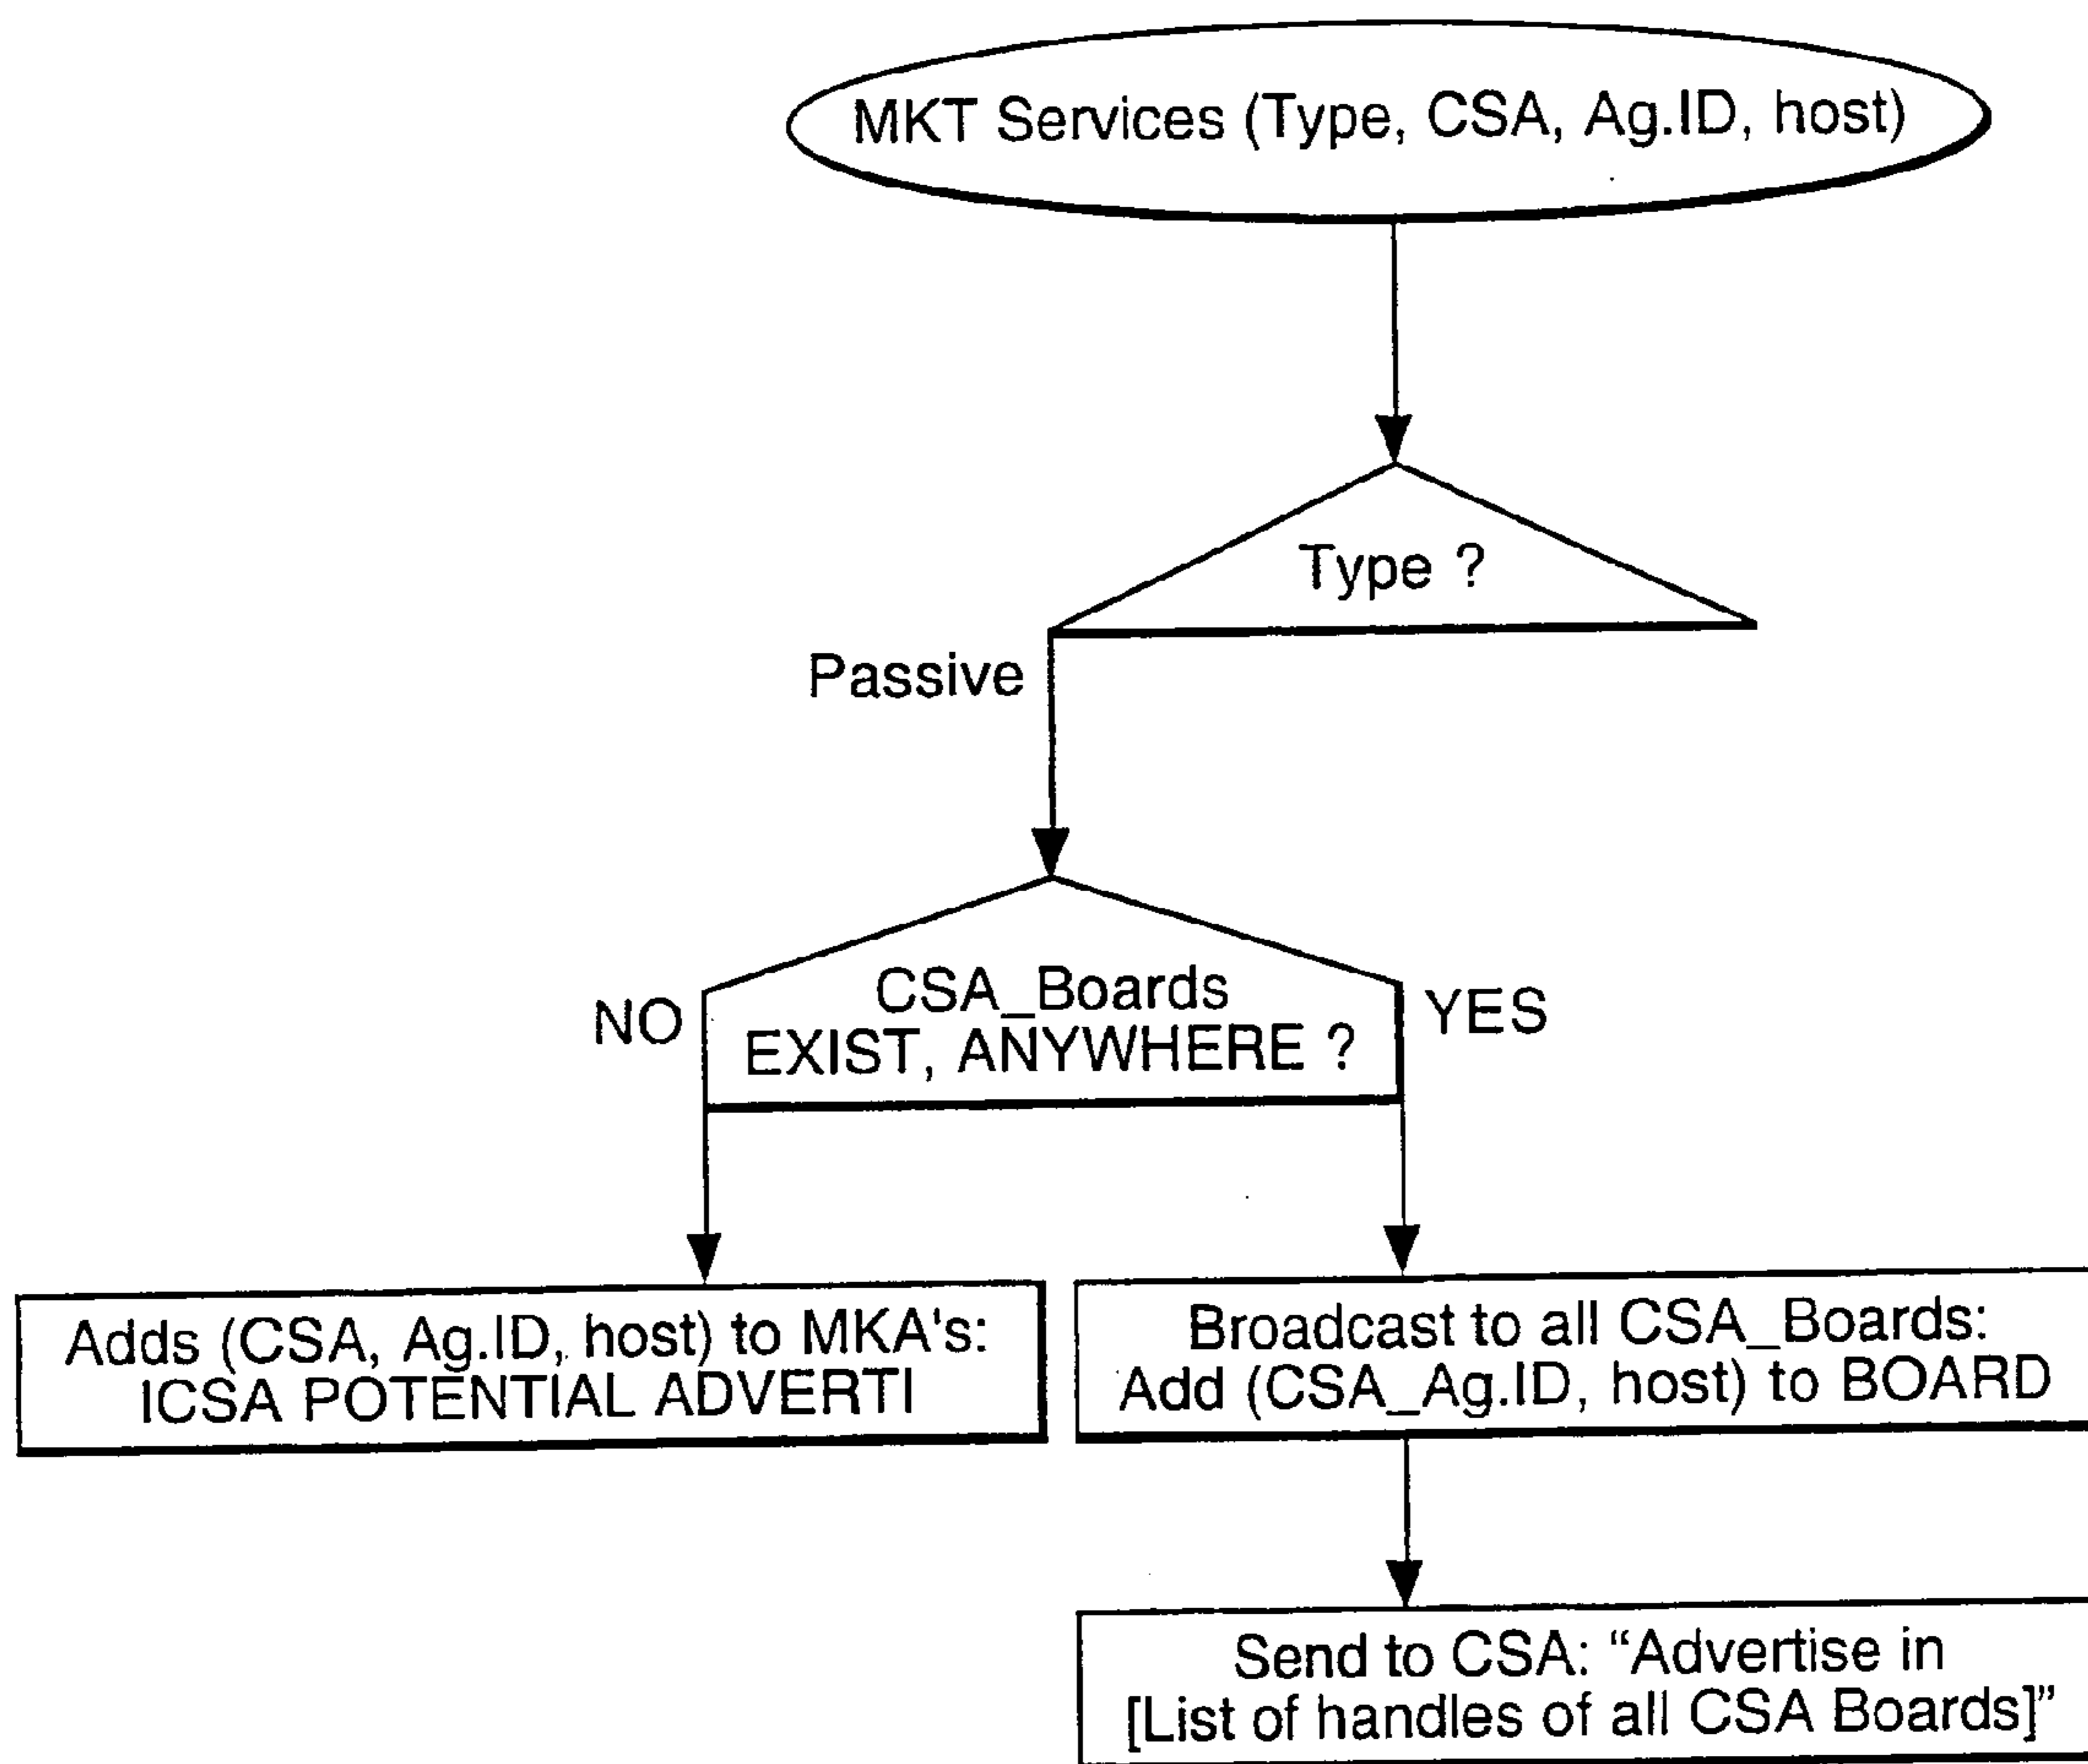 MKT Services (Type, CSA, Ag.ID, host)
Type ?
Passive
CSA_Boards
EXIST, ANYWHERE ?
NO
YES
Adds (CSA, Ag.ID, host) to MKA's:
ICSA POTENTIAL ADVERTI
Broadcast to all CSA_Boards:
Add (CSA_Ag.ID, host) to BOARD
Send to CSA: “Advertise in
[List of handles of all CSA Boards]”